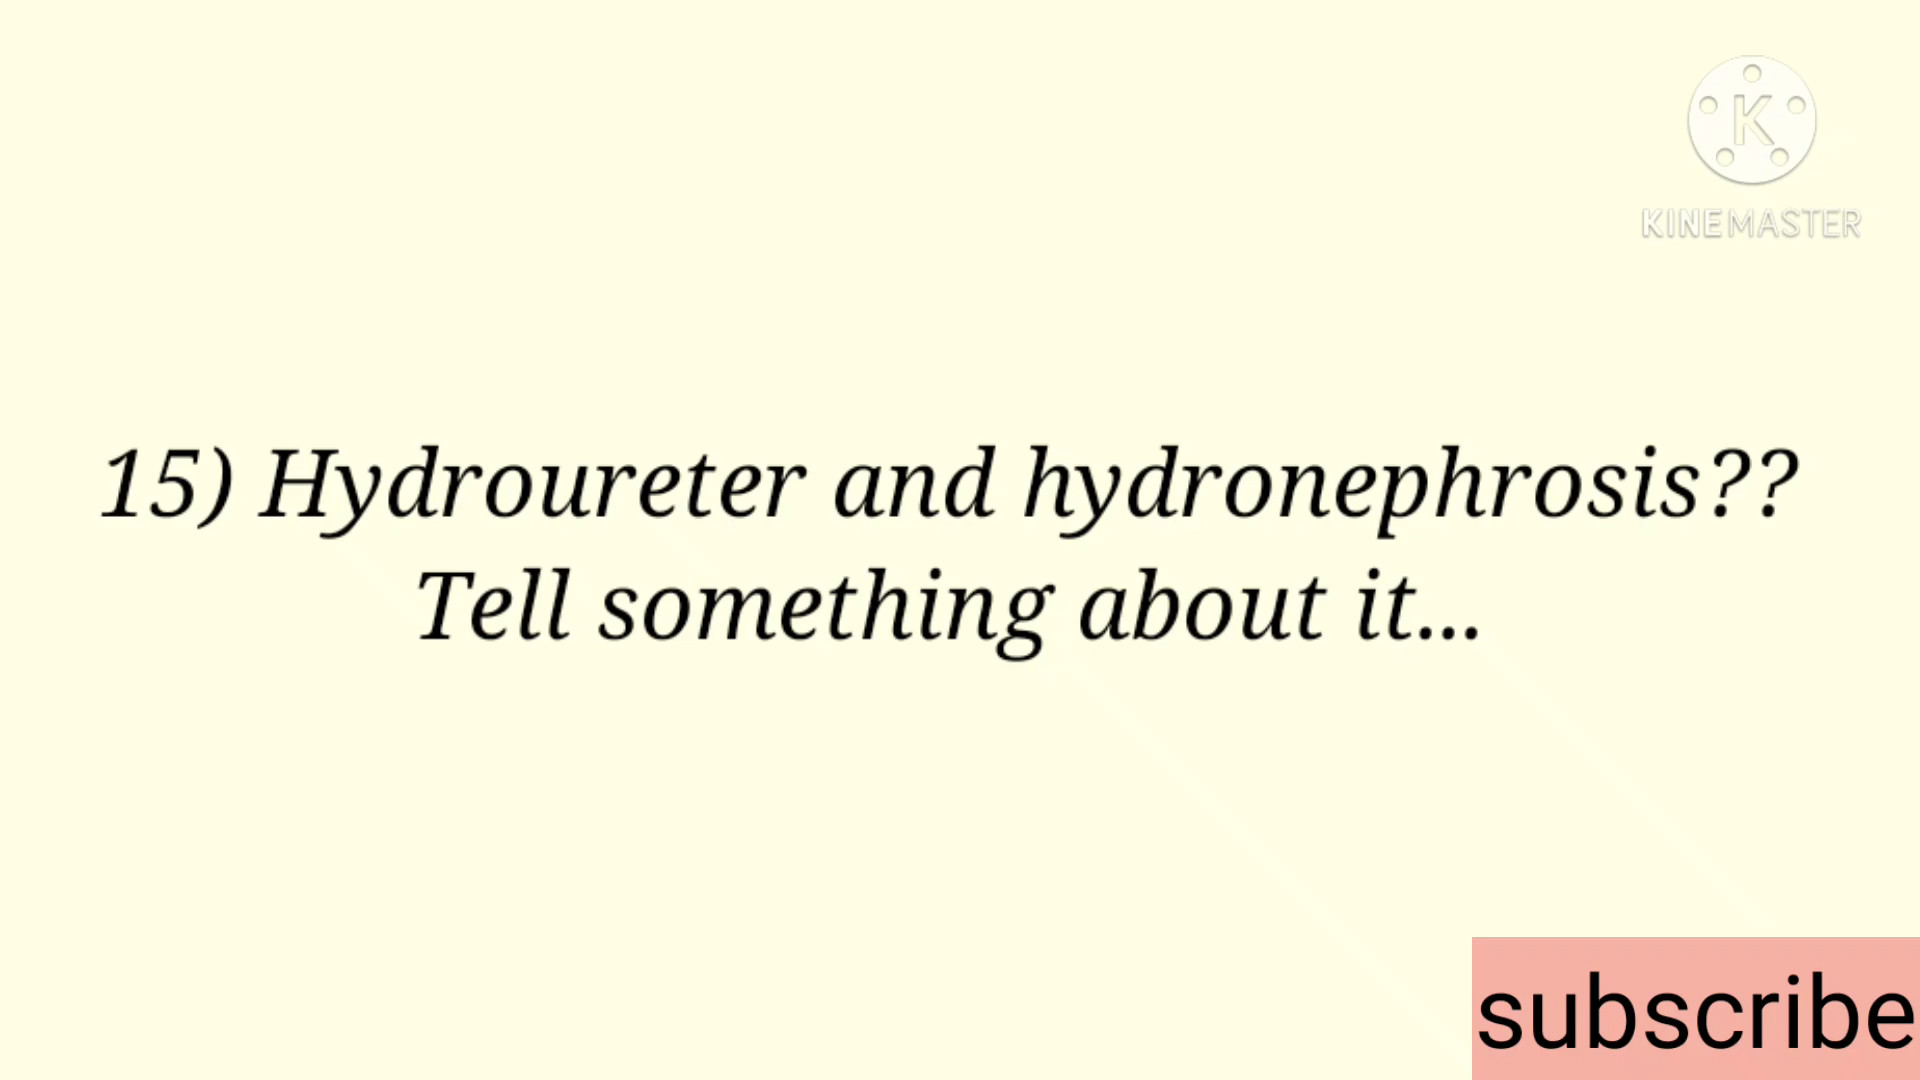 K
KINEMASTER
15) Hydroureter and hydronephrosis??
Tell something about it...
subscribe